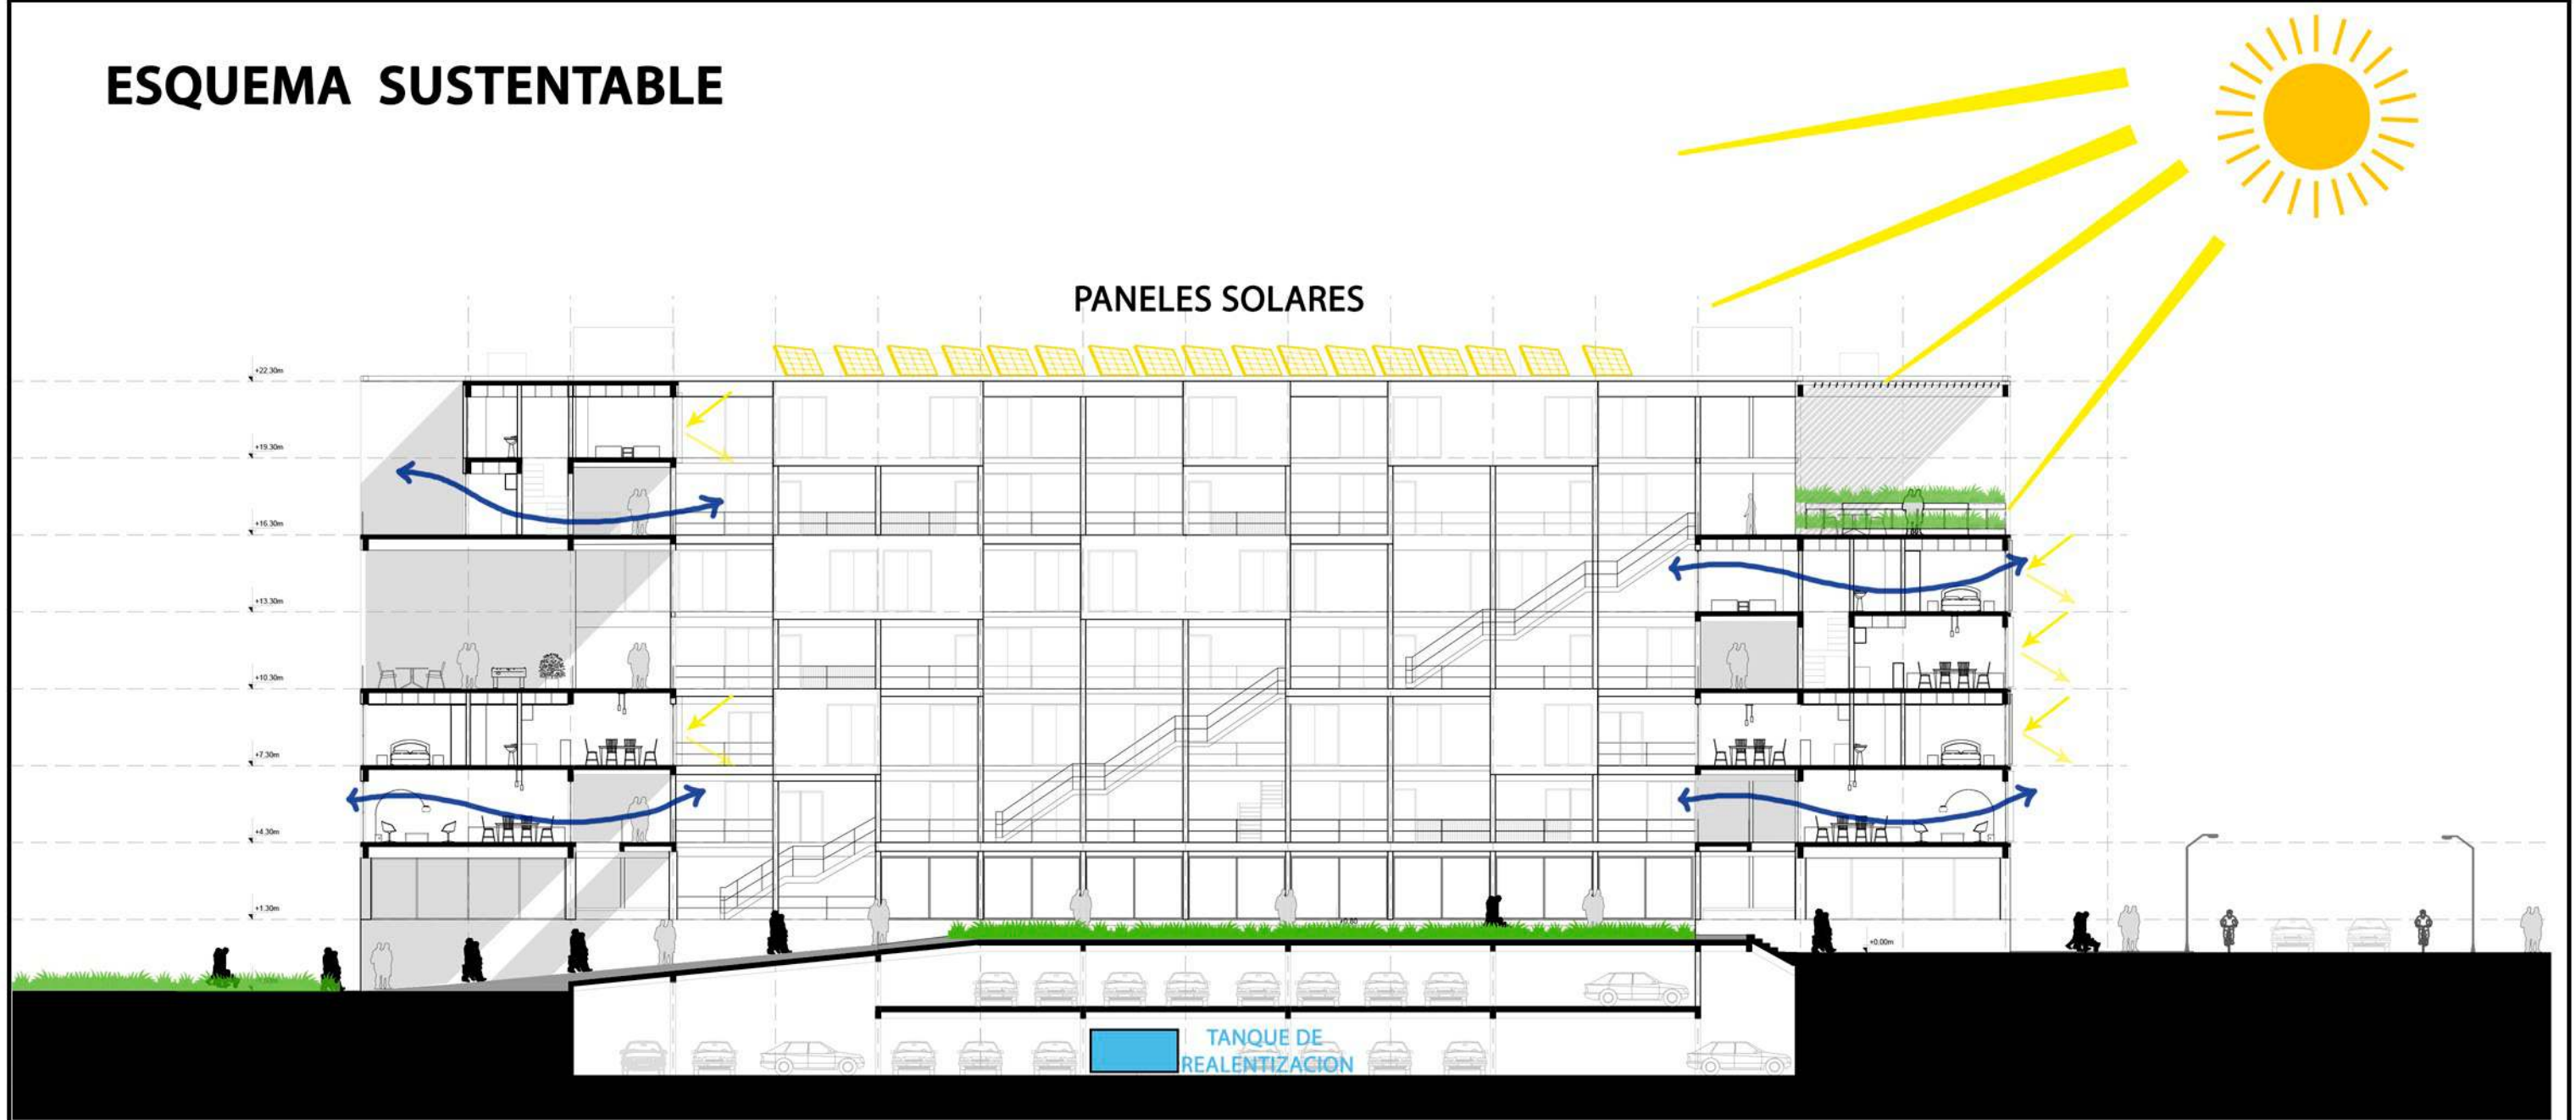 ESQUEMA SUSTENTABLE
PANELES SOLARES
+22.30m
+19.30m
+16.30m
+13.30m
+10.30m
+7.30m
+4.30m
+1.30m
+0.00m
TANQUE DE
REALENTIZACION